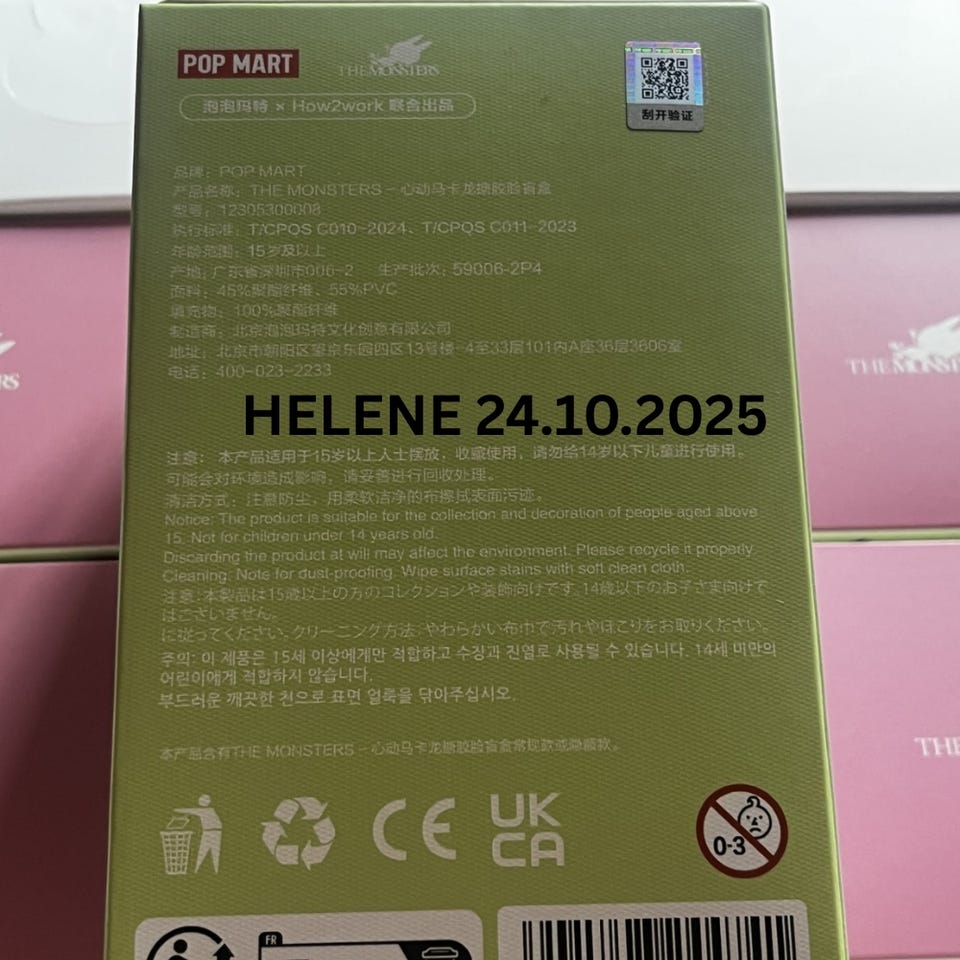 POP MART
THE MONSTERS
泡泡玛特 × How2work 联合出品
刮开验证
品牌：POP MART
产品名称：THE MONSTERS – 心动马卡龙搪胶脸盲盒
型号：12305300008
执行标准：T/CPQS C010-2024、T/CPQS C011-2023
年龄范围：15岁及以上
产地：广东省深圳市006-2 生产批次：59006-2P4
面料：45%聚酯纤维、55%PVC
填充物：100%聚酯纤维
制造商：北京泡泡玛特文化创意有限公司
地址：北京市朝阳区望京东园四区13号楼-4至33层101内A座36层3606室
电话：400-023-2233
HELENE 24.10.2025
注意：本产品适用于15岁以上人士摆放，收藏使用，请勿给14岁以下儿童进行使用。
可能会对环境造成影响，请妥善进行回收处理。
清洁方式：注意防尘，用柔软洁净的布擦拭表面污迹。
Notice: The product is suitable for the collection and decoration of people aged above
15. Not for children under 14 years old.
Discarding the product at will may affect the environment. Please recycle it properly.
Cleaning: Note for dust-proofing. Wipe surface stains with soft clean cloth.
注意：本製品は15歳以上の方のコレクションや装飾向けです。14歳以下のお子さま向けで
はございません。
に従ってください。クリーニング方法：やわらかい布巾で汚れやほこりをお取りください。
주의: 이 제품은 15세 이상에게만 적합하고 수집과 진열로 사용될 수 있습니다. 14세 미만의
어린이에게 적합하지 않습니다.
부드러운 깨끗한 천으로 표면 얼룩을 닦아주십시오.
本产品含有THE MONSTERS – 心动马卡龙搪胶脸盲盒常规款或隐藏款。
CE
UK
CA
0-3
FR
THE MONSTE
RS
THE